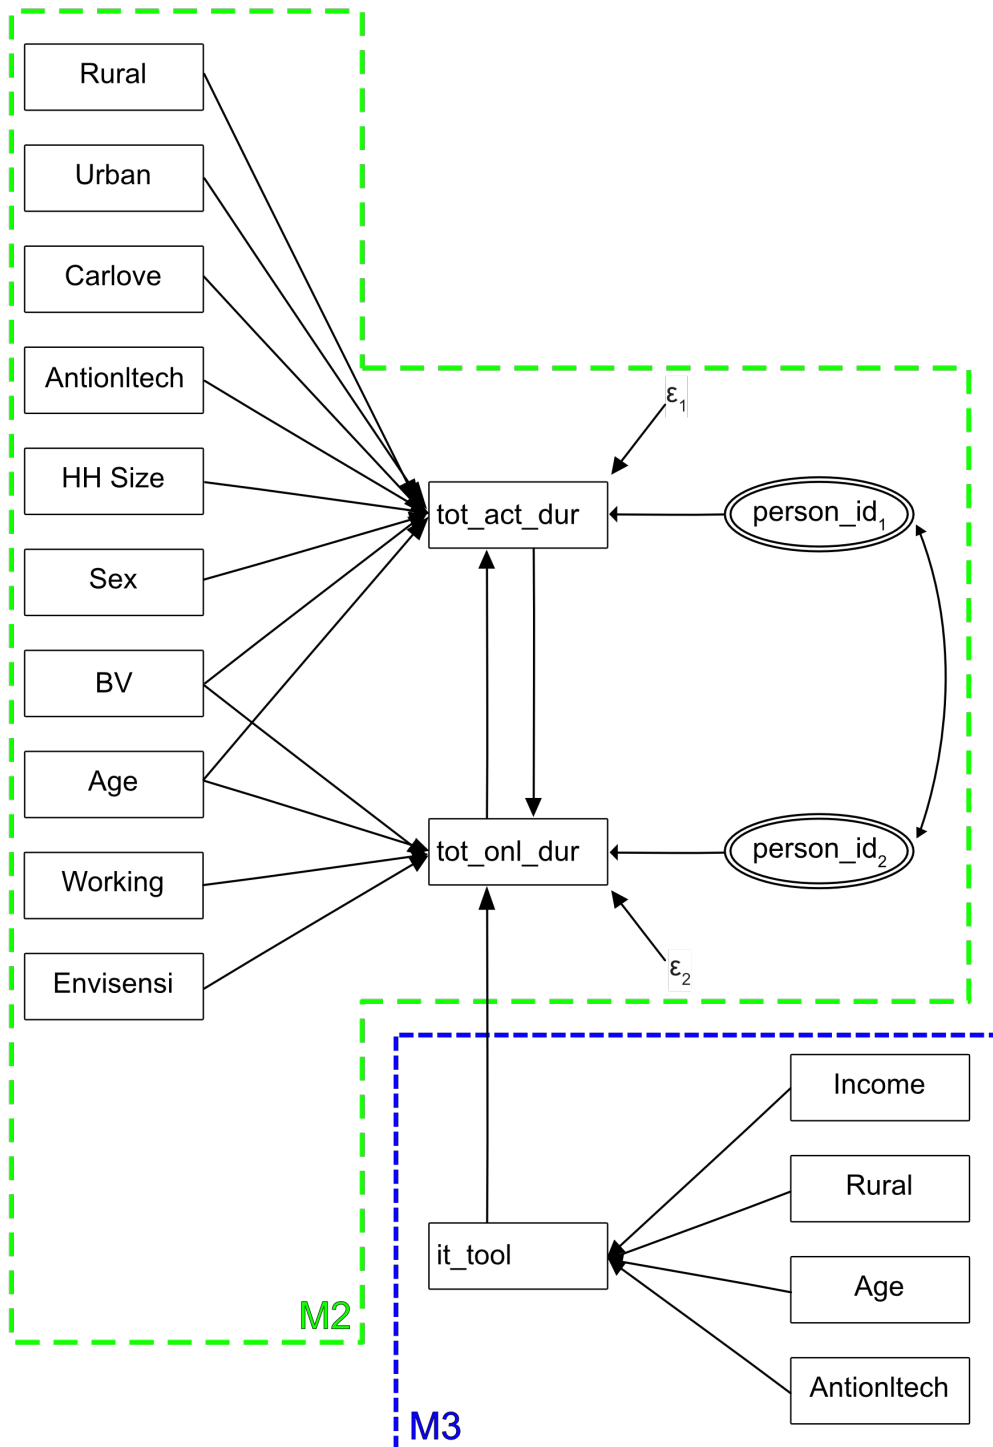 Rural
Urban
Carlove
Antionltech
HH Size
Sex
BV
Age
Working
Envisensi
M2
ε1
tot_act_dur
person_id1
tot_onl_dur
person_id2
ε2
it_tool
Income
Rural
Age
Antionltech
M3